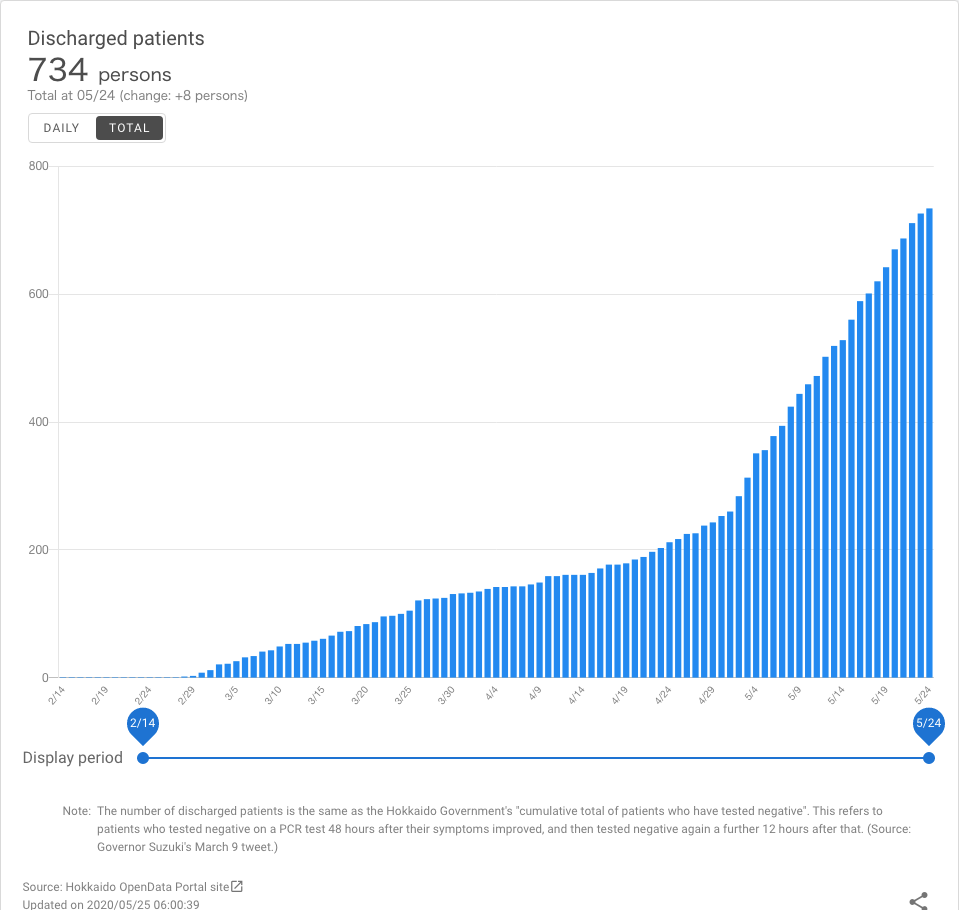 Discharged patients
734 persons
Total at 05/24 (change: +8 persons)
DAILY TOTAL
800
600
400
200
0
2/14 2/19 2/24 2/29 3/5 3/10 3/15 3/20 3/25 3/30 4/4 4/9 4/14 4/19 4/24 4/29 5/4 5/9 5/14 5/19 5/24
2/14 5/24
Display period
Note: The number of discharged patients is the same as the Hokkaido Government's "cumulative total of patients who have tested negative". This refers to
patients who tested negative on a PCR test 48 hours after their symptoms improved, and then tested negative again a further 12 hours after that. (Source:
Governor Suzuki's March 9 tweet.)
Source: Hokkaido OpenData Portal site
Updated on 2020/05/25 06:00:39